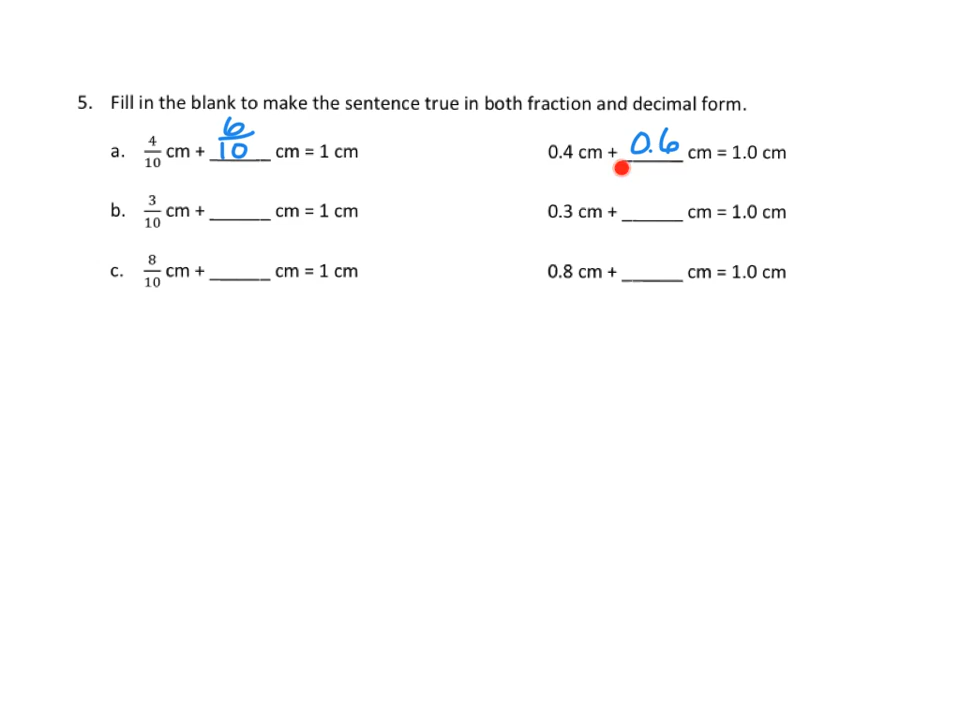 5. Fill in the blank to make the sentence true in both fraction and decimal form.
a. 4/10 cm + 6/10 cm = 1 cm 0.4 cm + 0.6 cm = 1.0 cm
b. 3/10 cm + ______ cm = 1 cm 0.3 cm + ______ cm = 1.0 cm
c. 8/10 cm + ______ cm = 1 cm 0.8 cm + ______ cm = 1.0 cm